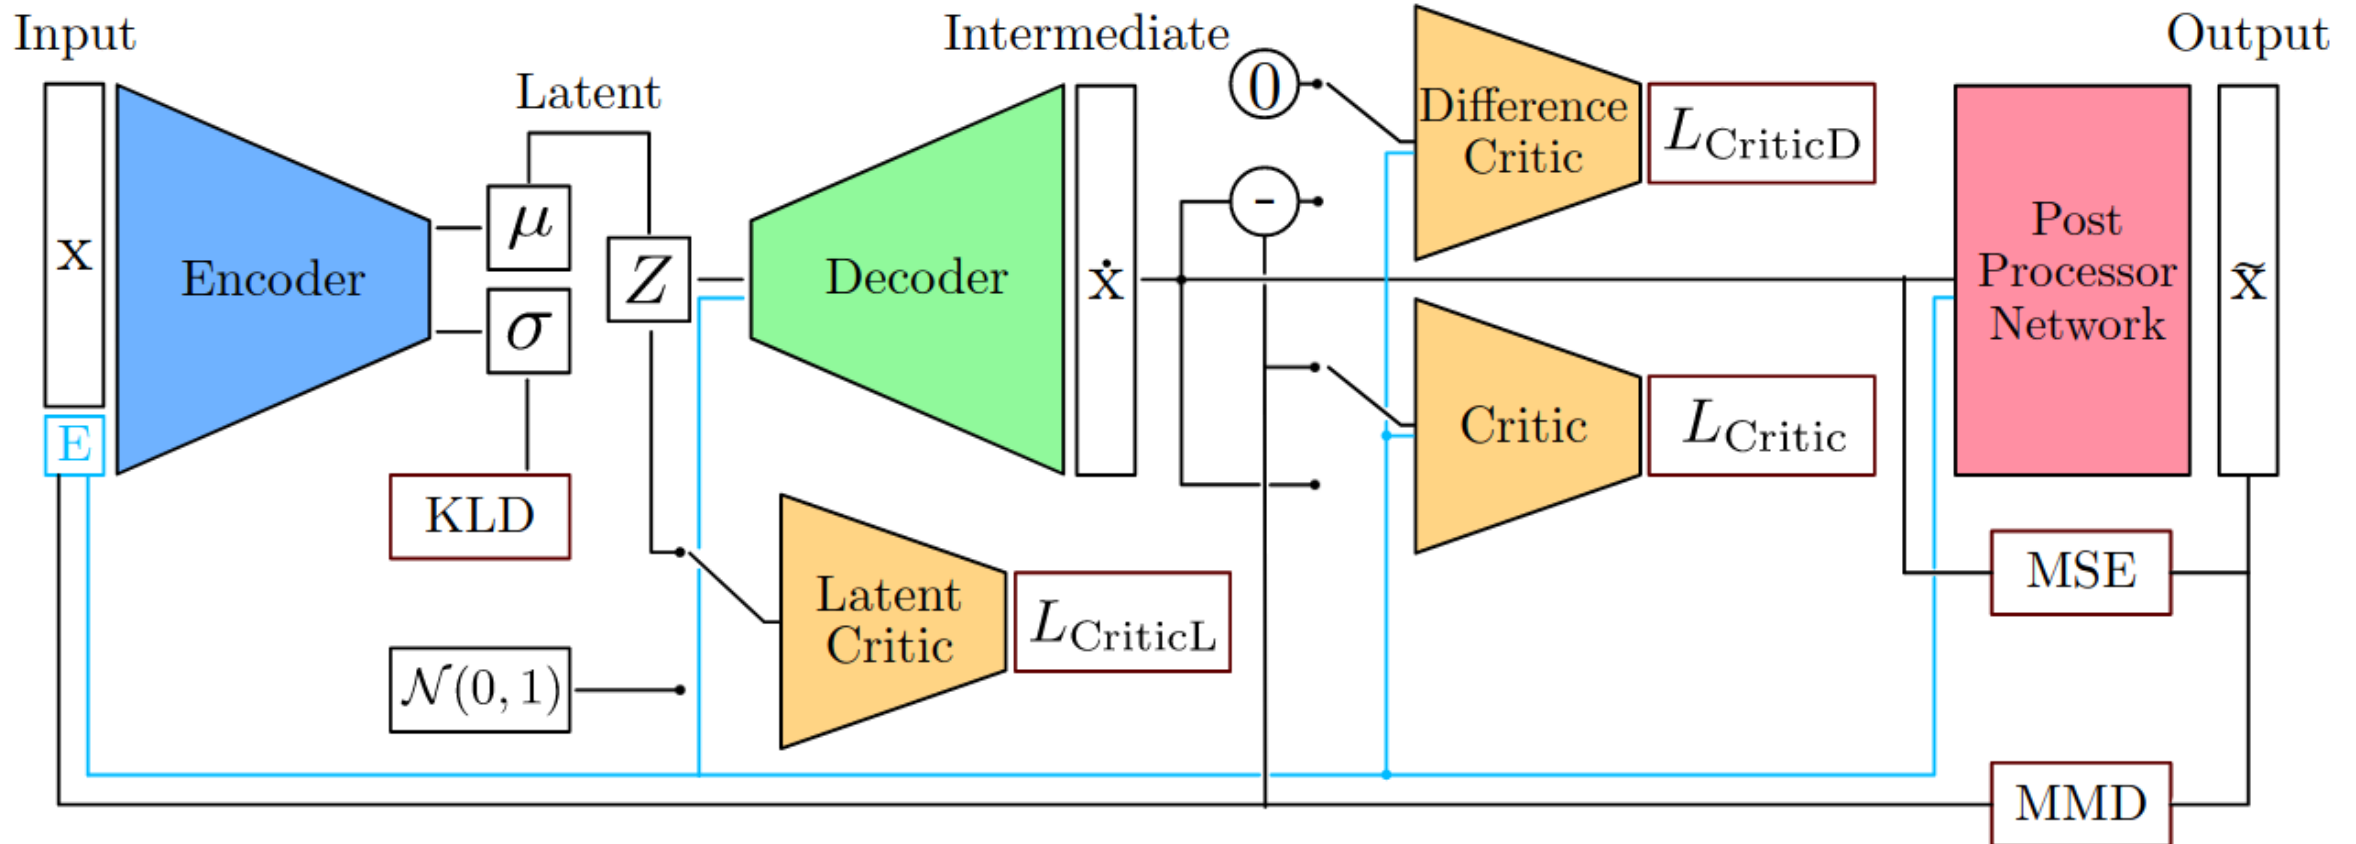 Input
Latent
Intermediate
Output
x
E
Encoder
μ
σ
KLD
𝒩(0, 1)
Z
Decoder
ẋ
Latent
Critic
L_CriticL
0
-
Difference
Critic
L_CriticD
Critic
L_Critic
Post
Processor
Network
x̃
MSE
MMD